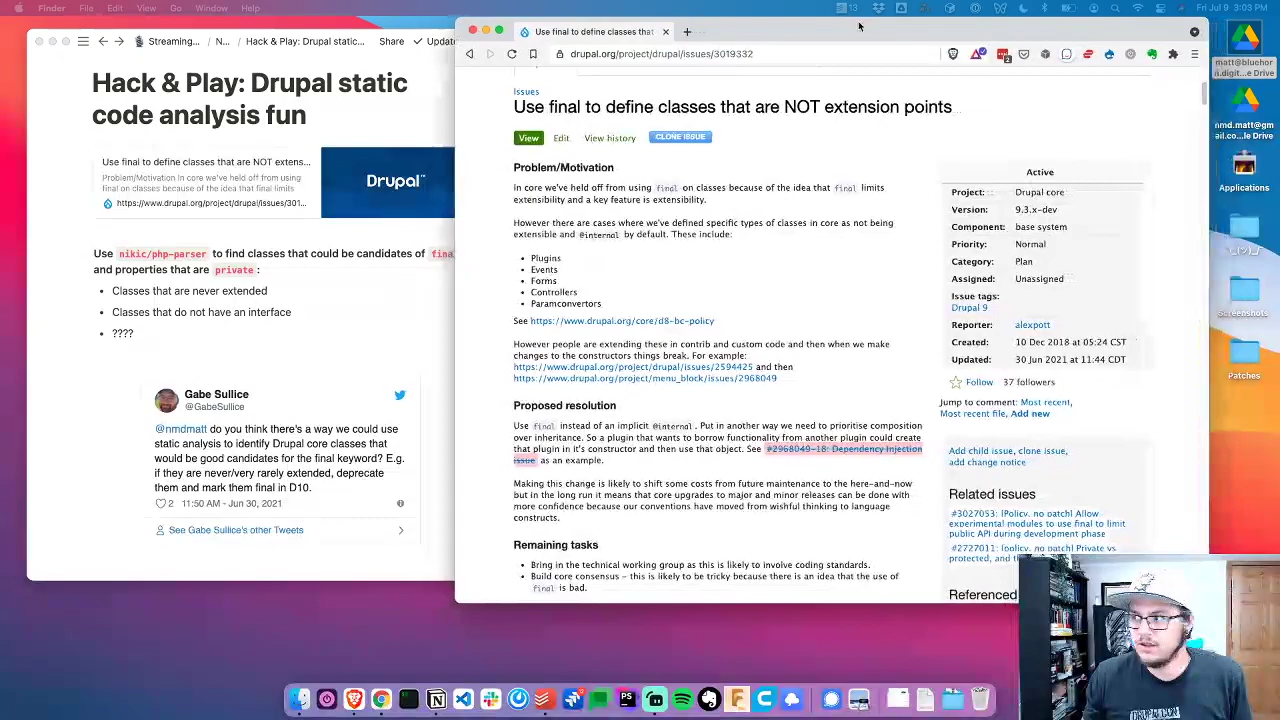 Finder File Edit View Go Window Help
13
Fri Jul 9 3:03 PM
Streaming...
/
N...
/
Hack & Play: Drupal static...
Share
Updat
Hack & Play: Drupal static
code analysis fun
Use final to define classes that are NOT extens...
Problem/Motivation In core we've held off from using
final on classes because of the idea that final limits
https://www.drupal.org/project/drupal/issues/301...
Drupal™
Use nikic/php-parser to find classes that could be candidates of fina
and properties that are private :
• Classes that are never extended
• Classes that do not have an interface
• ????
Gabe Sullice
@GabeSullice
@nmdmatt do you think there's a way we could use
static analysis to identify Drupal core classes that
would be good candidates for the final keyword? E.g.
if they are never/very rarely extended, deprecate
them and mark them final in D10.
2 11:50 AM - Jun 30, 2021
See Gabe Sullice's other Tweets
Use final to define classes that
drupal.org/project/drupal/issues/3019332
Issues
Use final to define classes that are NOT extension points
View Edit View history CLONE ISSUE
Problem/Motivation
In core we've held off from using final on classes because of the idea that final limits
extensibility and a key feature is extensibility.
However there are cases where we've defined specific types of classes in core as not being
extensible and @internal by default. These include:
• Plugins
• Events
• Forms
• Controllers
• Paramconvertors
See https://www.drupal.org/core/d8-bc-policy
However people are extending these in contrib and custom code and then when we make
changes to the constructors things break. For example:
https://www.drupal.org/project/drupal/issues/2594425 and then
https://www.drupal.org/project/menu_block/issues/2968049
Proposed resolution
Use final instead of an implicit @internal. Put in another way we need to prioritise composition
over inheritance. So a plugin that wants to borrow functionality from another plugin could create
that plugin in it's constructor and then use that object. See #2968049-18: Dependency Injection
issue as an example.
Making this change is likely to shift some costs from future maintenance to the here-and-now
but in the long run it means that core upgrades to major and minor releases can be done with
more confidence because our conventions have moved from wishful thinking to language
constructs.
Remaining tasks
• Bring in the technical working group as this is likely to involve coding standards.
• Build core consensus – this is likely to be tricky because there is an idea that the use of
final is bad.
Active
Project: Drupal core
Version: 9.3.x-dev
Component: base system
Priority: Normal
Category: Plan
Assigned: Unassigned
Issue tags:
Drupal 9
Reporter: alexpott
Created: 10 Dec 2018 at 05:24 CST
Updated: 30 Jun 2021 at 11:44 CDT
Follow 37 followers
Jump to comment: Most recent,
Most recent file, Add new
Add child issue, clone issue,
add change notice
Related issues
#3027053: [Policy, no patch] Allow
experimental modules to use final to limit
public API during development phase
#2727011: [policy, no patch] Private vs
protected, and th
Referenced
matt@bluehor
n.digit...e Drive
nmd.matt@gm
ail.co...le Drive
Applications
¯\_(ツ)_/¯
Screenshots
Patches